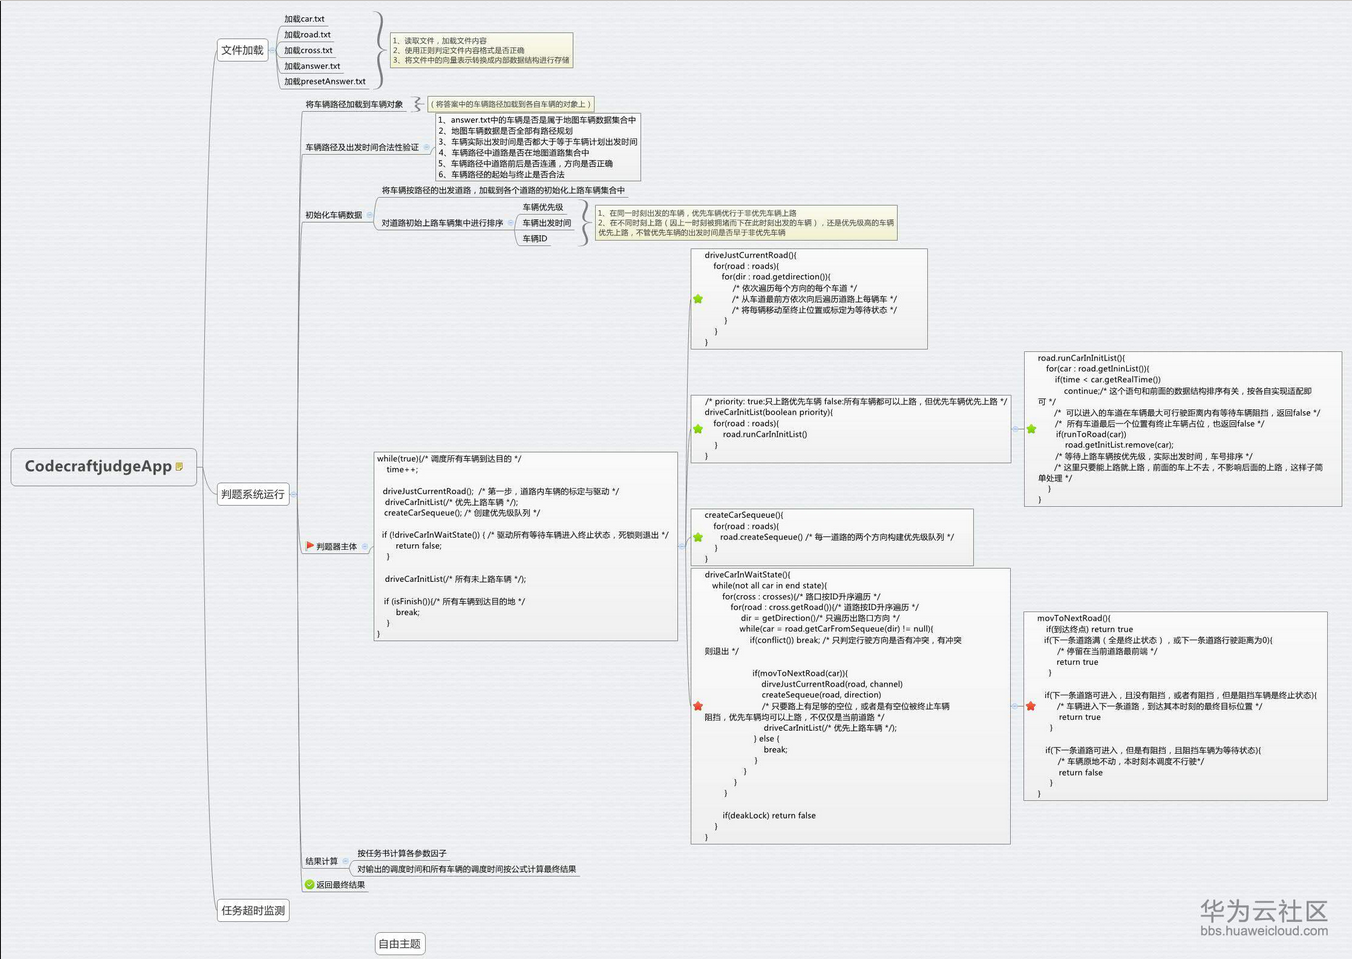 CodecraftjudgeApp
文件加载
加载car.txt
加载road.txt
加载cross.txt
加载answer.txt
加载presetAnswer.txt
1、读取文件，加载文件内容
2、使用正则判定文件内容格式是否正确
3、将文件中的向量表示转换成内部数据结构进行存储
判题系统运行
将车辆路径加载到车辆对象
（将答案中的车辆路径加载到各自车辆的对象上）
车辆路径及出发时间合法性验证
1、answer.txt中的车辆是否是属于地图车辆数据集合中
2、地图车辆数据是否全部有路径规划
3、车辆实际出发时间是否都大于等于车辆计划出发时间
4、车辆路径中道路是否在地图道路集合中
5、车辆路径中道路前后是否连通，方向是否正确
6、车辆路径的起始与终止是否合法
初始化车辆数据
将车辆按路径的出发道路，加载到各个道路的初始化上路车辆集合中
对道路初始上路车辆集中进行排序
车辆优先级
车辆出发时间
车辆ID
1、在同一时刻出发的车辆，优先车辆优行于非优先车辆上路
2、在不同时刻上路（因上一时刻被拥堵而下在此时刻出发的车辆），还是优先级高的车辆
优先上路，不管优先车辆的出发时间是否早于非优先车辆
判题器主体
while(true){/* 调度所有车辆到达目的 */
time++;
driveJustCurrentRoad(); /* 第一步，道路内车辆的标定与驱动 */
driveCarInitList(/* 优先上路车辆 */);
createCarSequeue(); /* 创建优先级队列 */
if (!driveCarInWaitState()) { /* 驱动所有等待车辆进入终止状态，死锁则退出 */
return false;
}
driveCarInitList(/* 所有未上路车辆 */);
if (isFinish()){/* 所有车辆到达目的地 */
break;
}
}
driveJustCurrentRoad(){
for(road : roads){
for(dir : road.getdirection()){
/* 依次遍历每个方向的每个车道 */
/* 从车道最前方依次向后遍历道路上每辆车 */
/* 将每辆移动至终止位置或标定为等待状态 */
}
}
}
/* priority: true:只上路优先车辆 false:所有车辆都可以上路，但优先车辆优先上路 */
driveCarInitList(boolean priority){
for(road : roads){
road.runCarInInitList()
}
}
road.runCarInInitList(){
for(car : road.getIninList()){
if(time < car.getRealTime())
continue;/* 这个语句和前面的数据结构排序有关，按各自实现适配即
可 */
/* 可以进入的车道在车辆最大可行驶距离内有等待车辆阻挡，返回false */
/* 所有车道最后一个位置有终止车辆占位，也返回false */
if(runToRoad(car))
road.getInitList.remove(car);
/* 等待上路车辆按优先级，实际出发时间，车号排序 */
/* 这里只要能上路就上路，前面的车上不去，不影响后面的上路，这样子简
单处理 */
}
}
createCarSequeue(){
for(road : roads){
road.createSequeue() /* 每一道路的两个方向构建优先级队列 */
}
}
driveCarInWaitState(){
while(not all car in end state){
for(cross : crosses){/* 路口按ID升序遍历 */
for(road : cross.getRoad()){/* 道路按ID升序遍历 */
dir = getDirection()/* 只遍历出路口方向 */
while(car = road.getCarFromSequeue(dir) != null){
if(conflict()) break; /* 只判定行驶方向是否有冲突，有冲突
则退出 */
if(movToNextRoad(car)){
dirveJustCurrentRoad(road, channel)
createSequeue(road, direction)
/* 只要路上有足够的空位，或者是有空位被终止车辆
阻挡，优先车辆均可以上路，不仅仅是当前道路 */
driveCarInitList(/* 优先上路车辆 */);
} else {
break;
}
}
}
}
if(deakLock) return false
}
}
movToNextRoad(){
if(到达终点) return true
if(下一条道路满（全是终止状态），或下一条道路行驶距离为0){
/* 停留在当前道路最前端 */
return true
}
if(下一条道路可进入，且没有阻挡，或者有阻挡，但是阻挡车辆是终止状态){
/* 车辆进入下一条道路，到达其本时刻的最终目标位置 */
return true
}
if(下一条道路可进入，但是有阻挡，且阻挡车辆为等待状态){
/* 车辆原地不动，本时刻本调度不行驶*/
return false
}
}
结果计算
按任务书计算各参数因子
对输出的调度时间和所有车辆的调度时间按公式计算最终结果
返回最终结果
任务超时监测
自由主题
华为云社区
bbs.huaweicloud.com